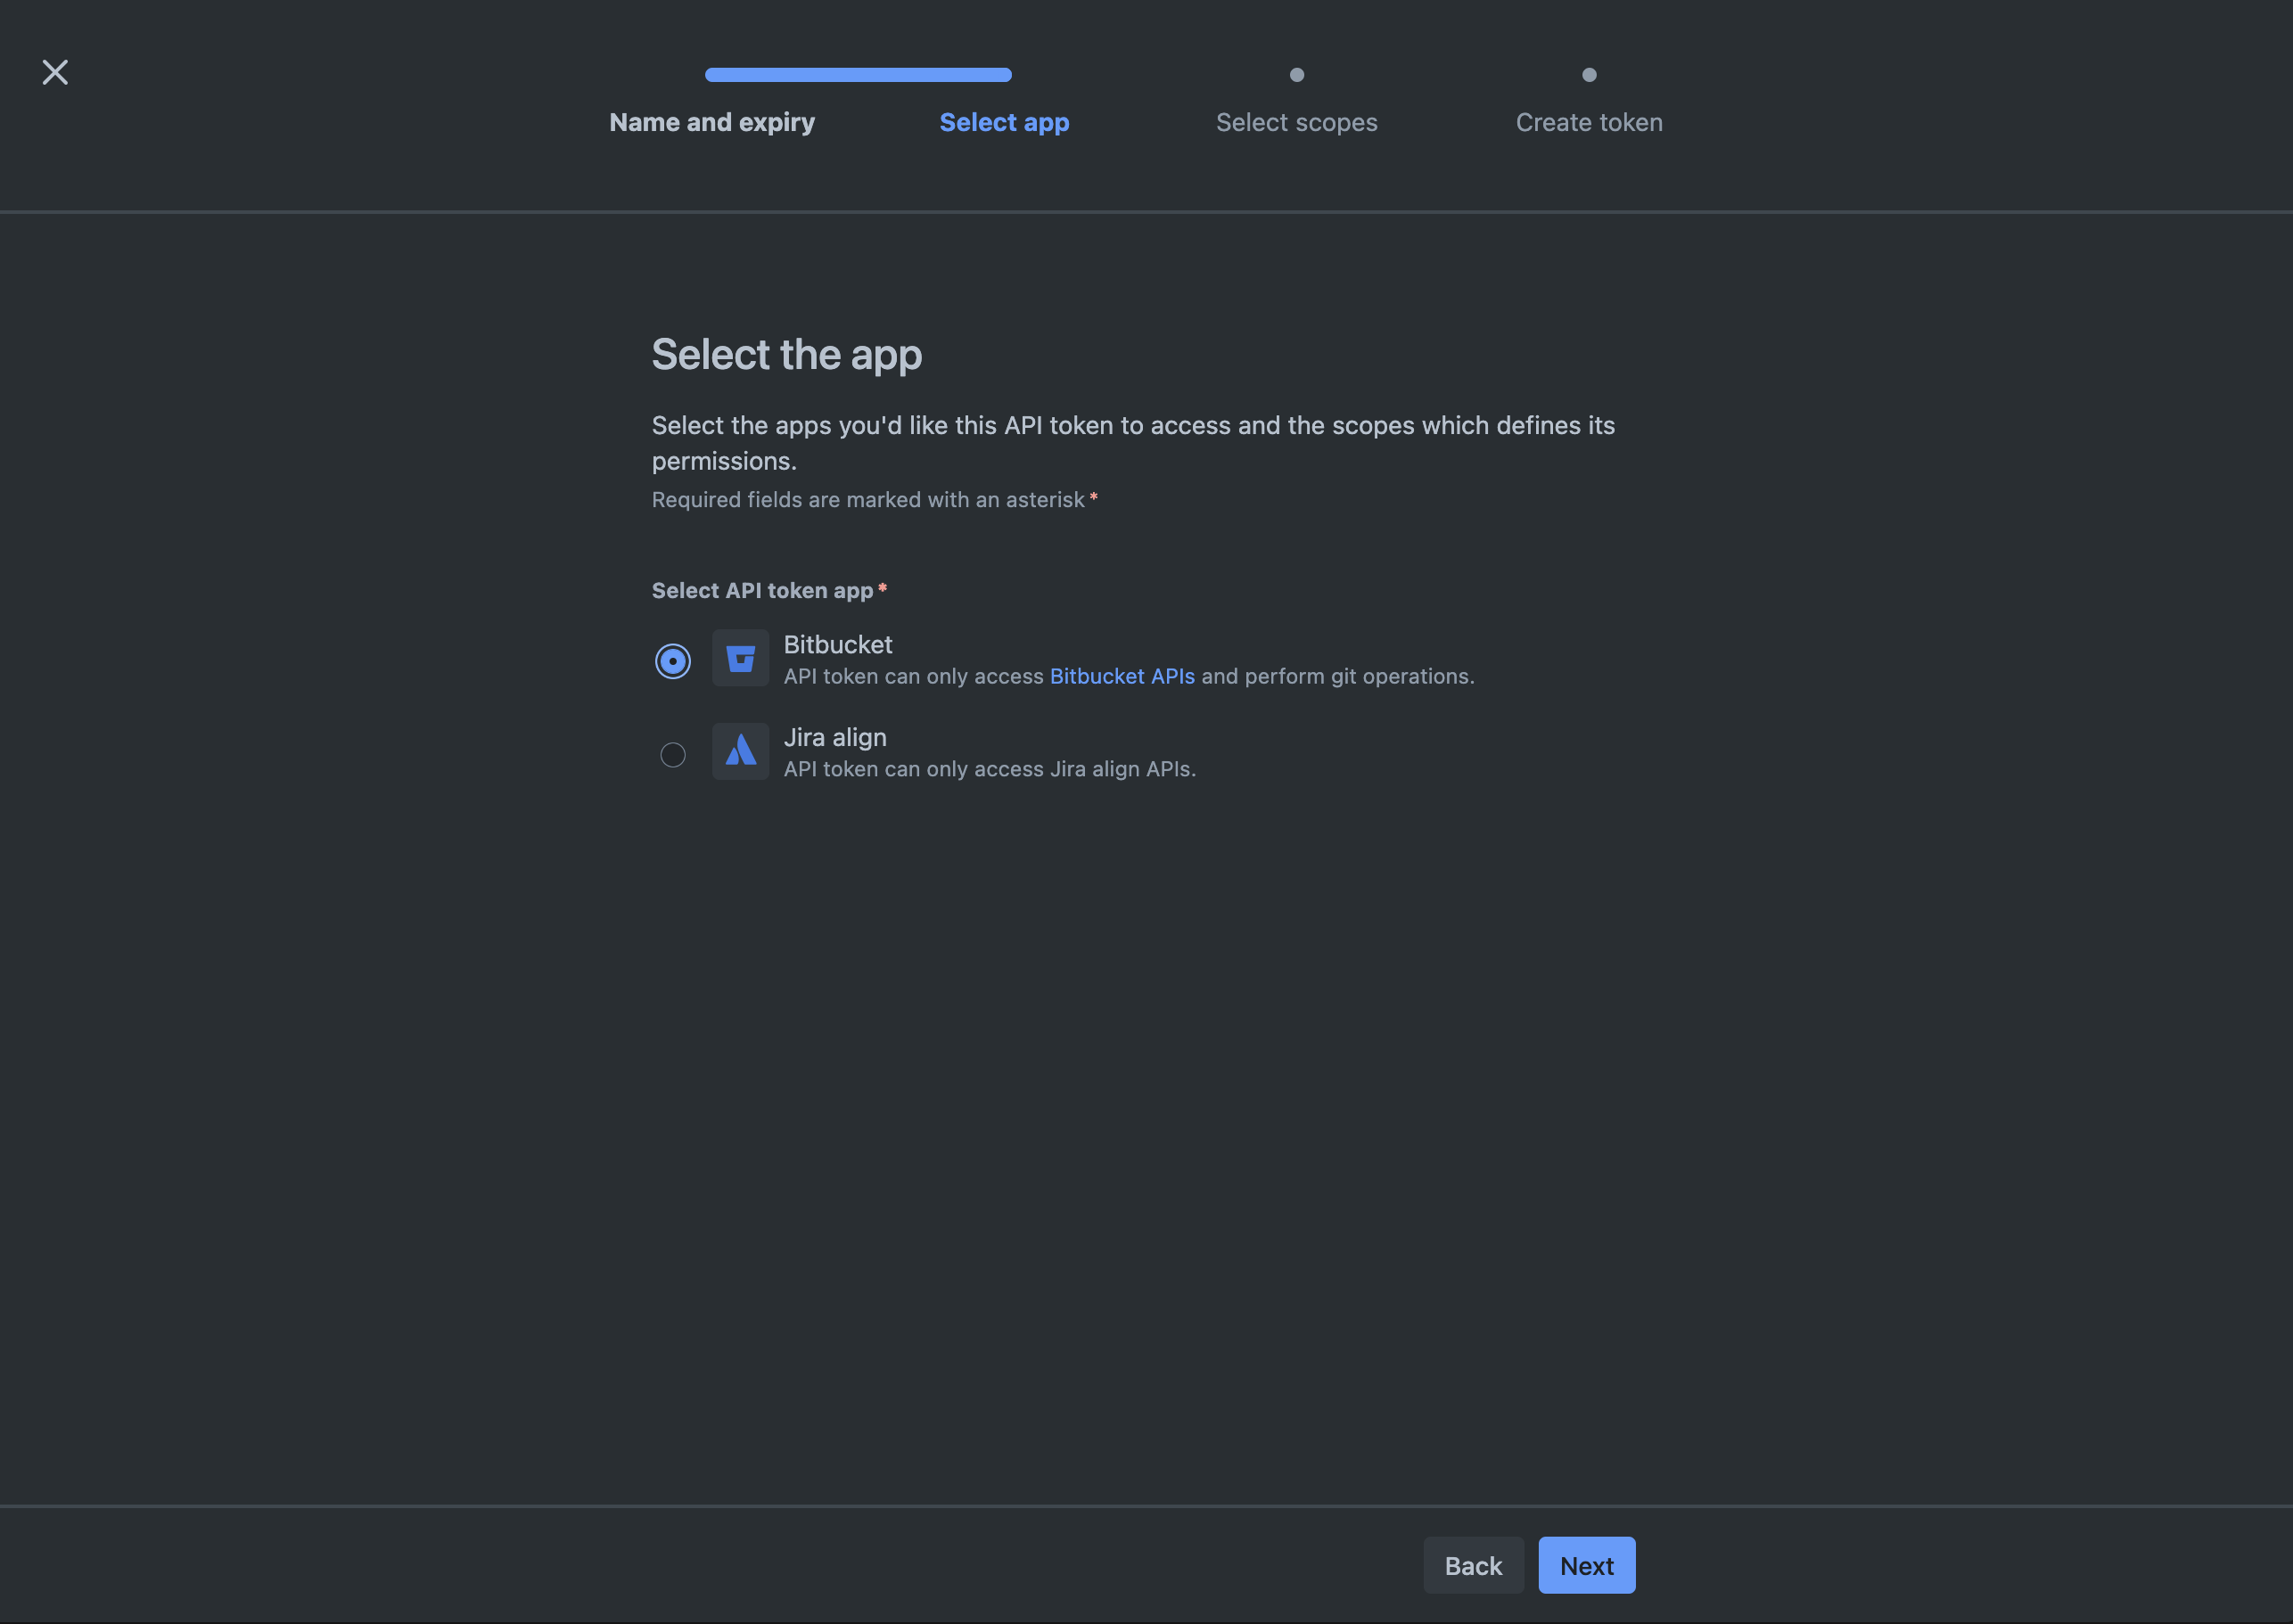 Name and expiry
Select app
Select scopes
Create token
Select the app
Select the apps you'd like this API token to access and the scopes which defines its
permissions.
Required fields are marked with an asterisk *
Select API token app *
Bitbucket
API token can only access Bitbucket APIs and perform git operations.
Jira align
API token can only access Jira align APIs.
Back
Next